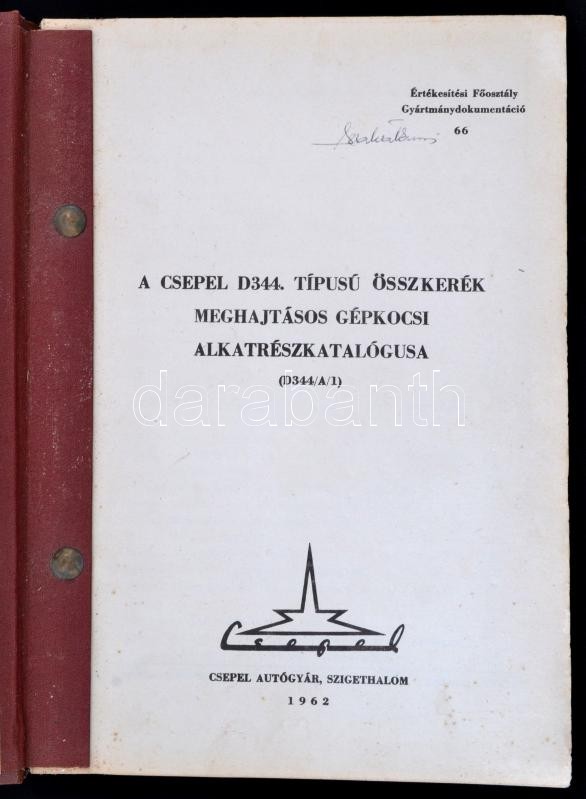 Értékesítési Főosztály
Gyártmánydokumentáció
66
A CSEPEL D344. TÍPUSÚ ÖSSZKERÉK
MEGHAJTÁSOS GÉPKOCSI
ALKATRÉSZKATALÓGUSA
(D344/A/1)
darabanth
Csepel
CSEPEL AUTÓGYÁR, SZIGETHALOM
1962